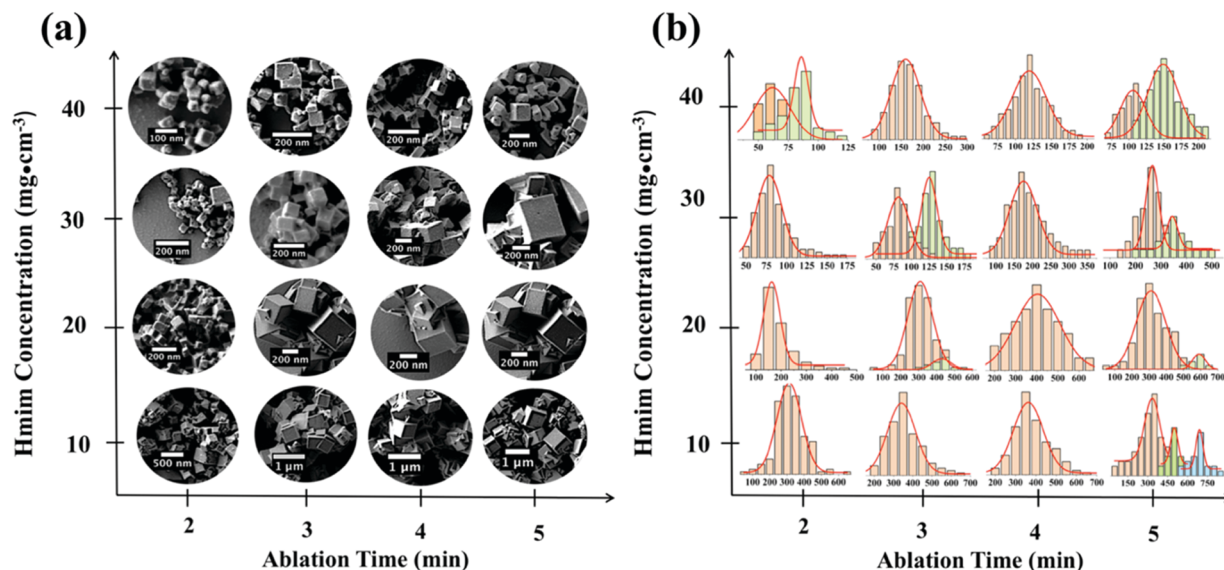 (a)
Hmim Concentration (mg•cm⁻³)
40
30
20
10
100 nm
200 nm
200 nm
200 nm
200 nm
200 nm
200 nm
200 nm
200 nm
200 nm
200 nm
200 nm
500 nm
1 µm
1 µm
1 µm
2
3
4
5
Ablation Time (min)
(b)
Hmim Concentration (mg•cm⁻³)
40
30
20
10
50 75 100 125
100 150 200 250 300
50 75 100 125 150 175 200
50 75 100 125 150 175 200
50 75 100 125 150 175
50 75 100 125 150 175
100 150 200 250 300 350
100 200 300 400 500
100 200 300 400 500
200 300 400 500 600
200 300 400 500 600
100 200 300 400 500 600 700
100 200 300 400 500 600
200 300 400 500 600 700
200 300 400 500 600 700
150 300 450 600 750
2
3
4
5
Ablation Time (min)